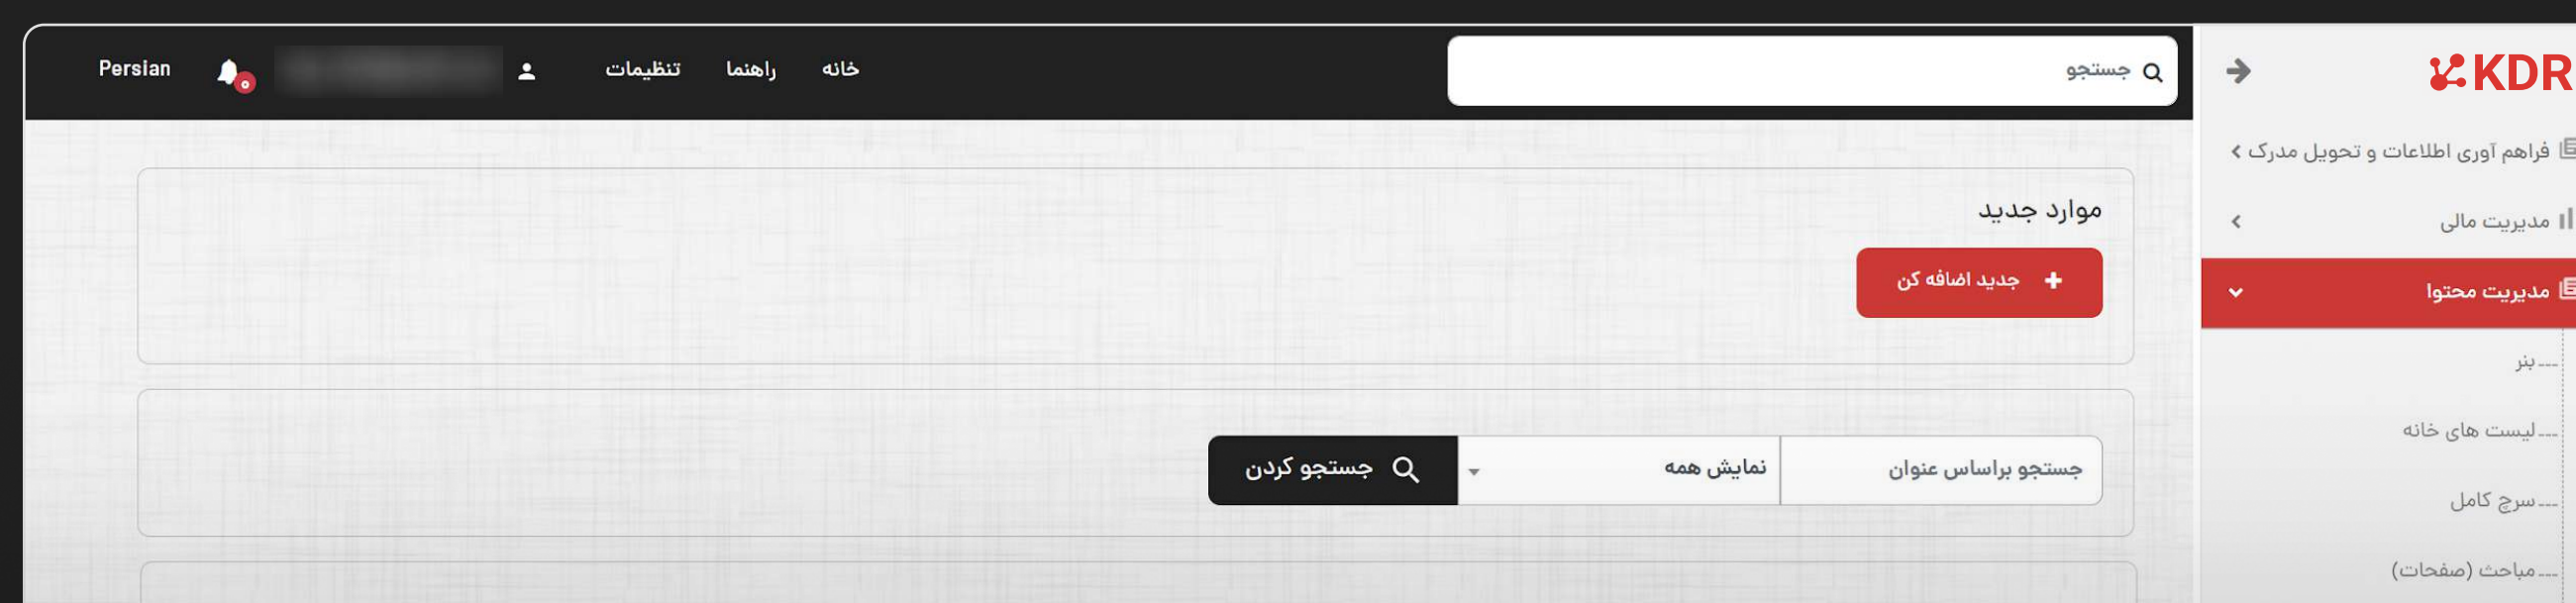 KDR
فراهم آوری اطلاعات و تحویل مدرک
مدیریت مالی
مدیریت محتوا
بنر
لیست های خانه
سرچ کامل
مباحث (صفحات)
جستجو
خانه
راهنما
تنظیمات
0
Persian
موارد جدید
جدید اضافه کن
جستجو براساس عنوان
نمایش همه
جستجو کردن